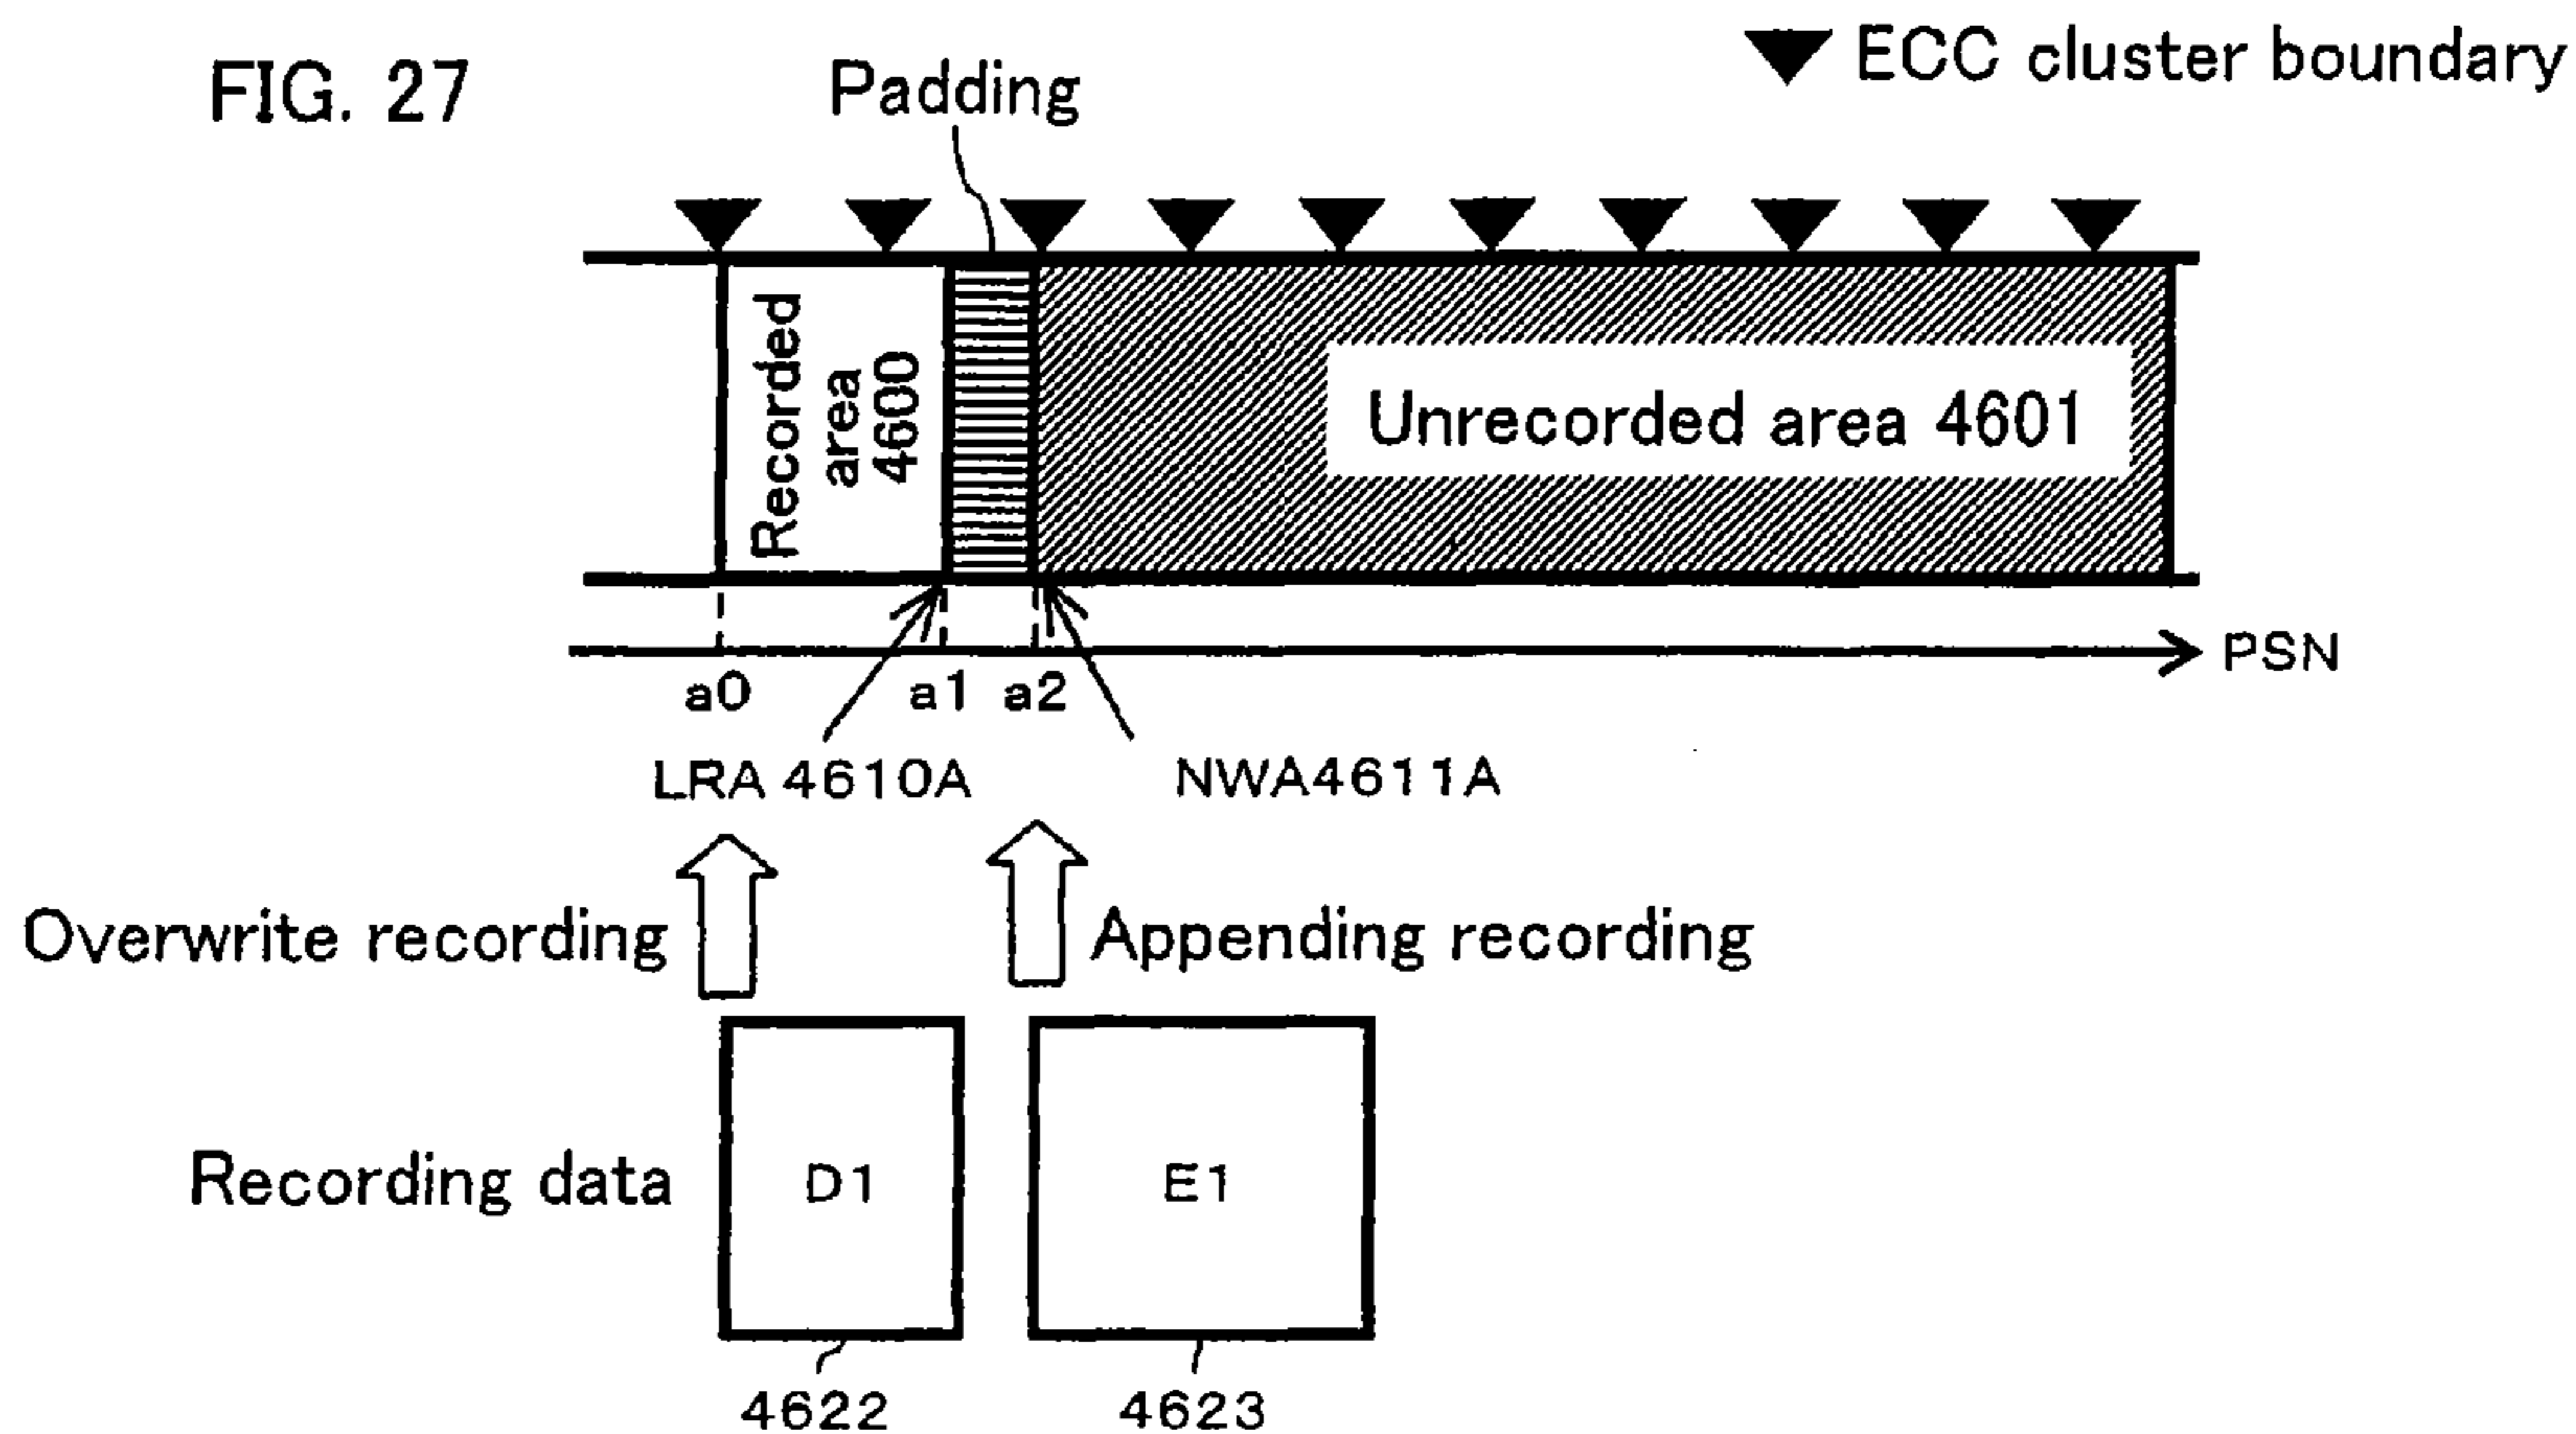 FIG. 27
ECC cluster boundary
Padding
Recorded
area
4600
Unrecorded area 4601
PSN
a0
a1
a2
LRA 4610A
NWA4611A
Overwrite recording
Appending recording
Recording data
D1
E1
4622
4623